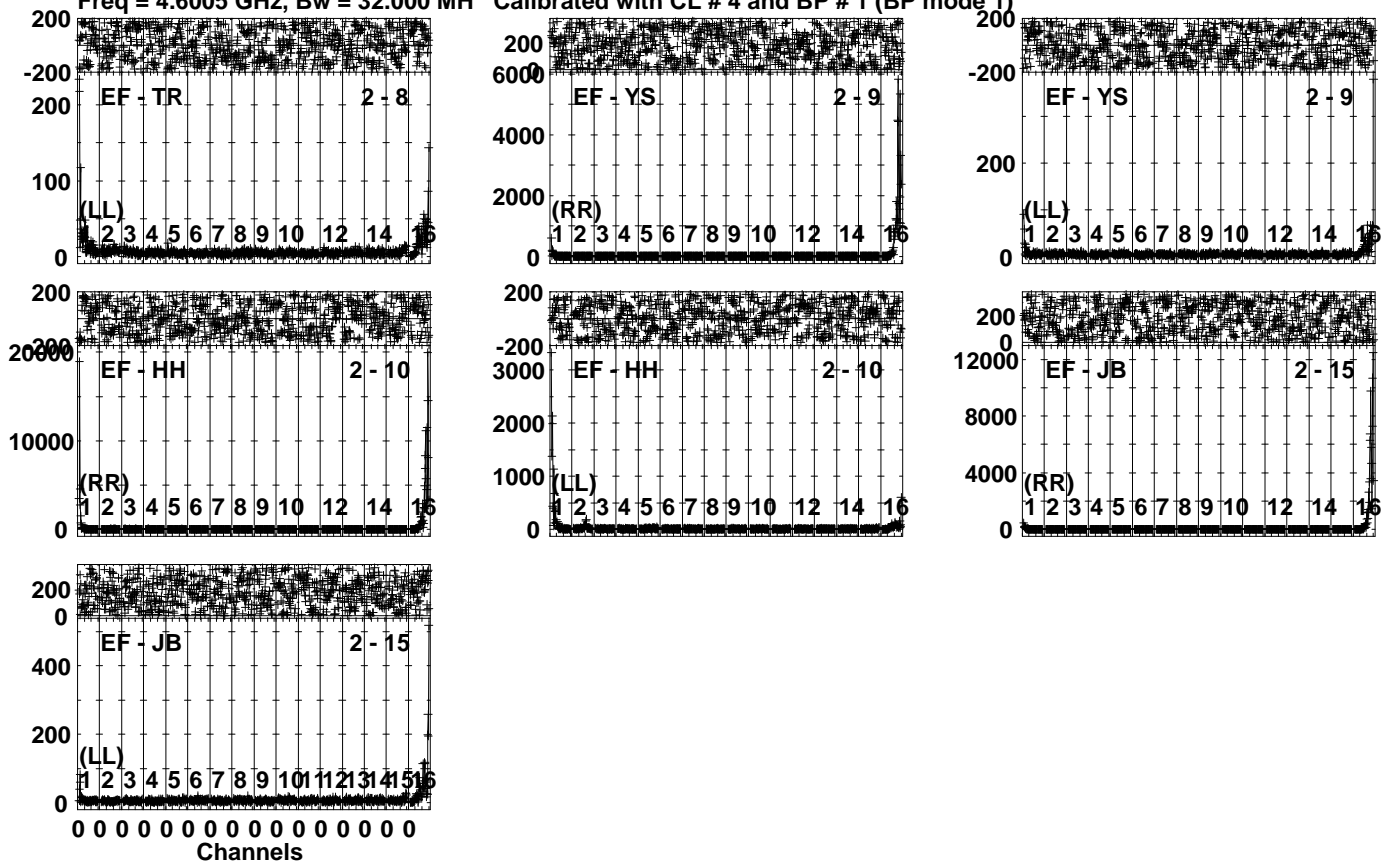 Freq = 4.6005 GHz, Bw = 32.000 MH Calibrated with CL # 4 and BP # 1 (BP mode 1)
200
-200
EF - TR 2 - 8
200
100
0
(LL)
1 2 3 4 5 6 7 8 9 10 12 14 16
200
0
6000
EF - YS 2 - 9
4000
2000
0
(RR)
1 2 3 4 5 6 7 8 9 10 12 14 16
200
-200
EF - YS 2 - 9
200
0
(LL)
1 2 3 4 5 6 7 8 9 10 12 14 16
200
-200
20000
EF - HH 2 - 10
10000
0
(RR)
1 2 3 4 5 6 7 8 9 10 12 14 16
200
-200
EF - HH 2 - 10
3000
2000
1000
0
(LL)
1 2 3 4 5 6 7 8 9 10 12 14 16
200
0
12000
EF - JB 2 - 15
8000
4000
0
(RR)
1 2 3 4 5 6 7 8 9 10 12 14 16
200
0
EF - JB 2 - 15
400
200
0
(LL)
1 2 3 4 5 6 7 8 9 10 11 12 13 14 15 16
0 0 0 0 0 0 0 0 0 0 0 0 0 0 0 0
Channels